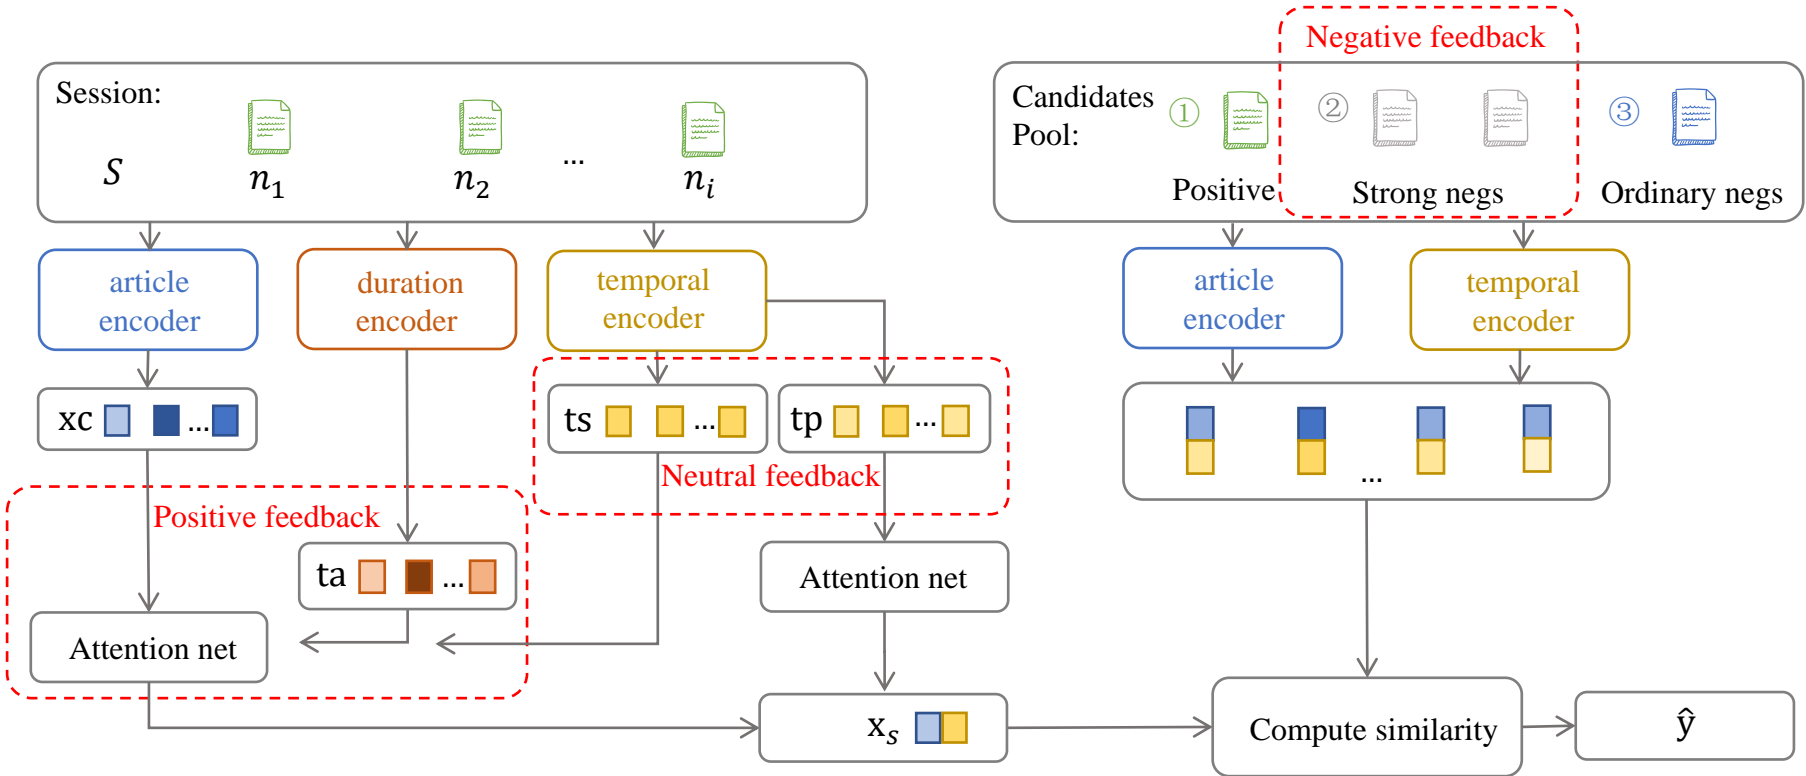 Negative feedback
Session:
S n₁ n₂ ... nᵢ
Candidates
Pool:
① ② ③
Positive Strong negs Ordinary negs
article
encoder
duration
encoder
temporal
encoder
article
encoder
temporal
encoder
xc ...
ts ...
tp ...
Neutral feedback
...
Positive feedback
ta ...
Attention net
Attention net
xₛ
Compute similarity
ŷ